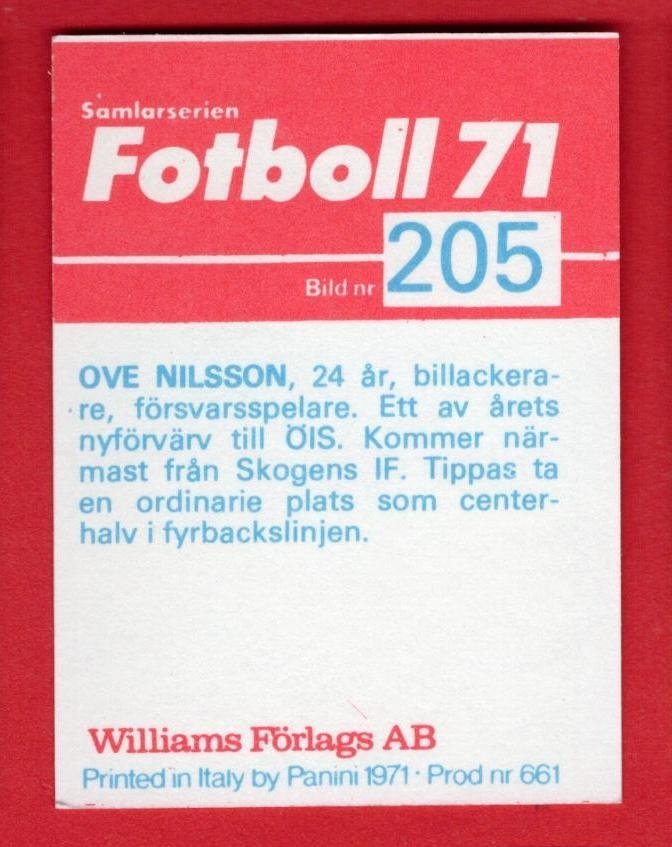 Samlarserien
Fotboll 71
Bild nr 205
OVE NILSSON, 24 år, billackera-
re, försvarsspelare. Ett av årets
nyförvärv till ÖIS. Kommer när-
mast från Skogens IF. Tippas ta
en ordinarie plats som center-
halv i fyrbackslinjen.
Williams Förlags AB
Printed in Italy by Panini 1971 · Prod nr 661